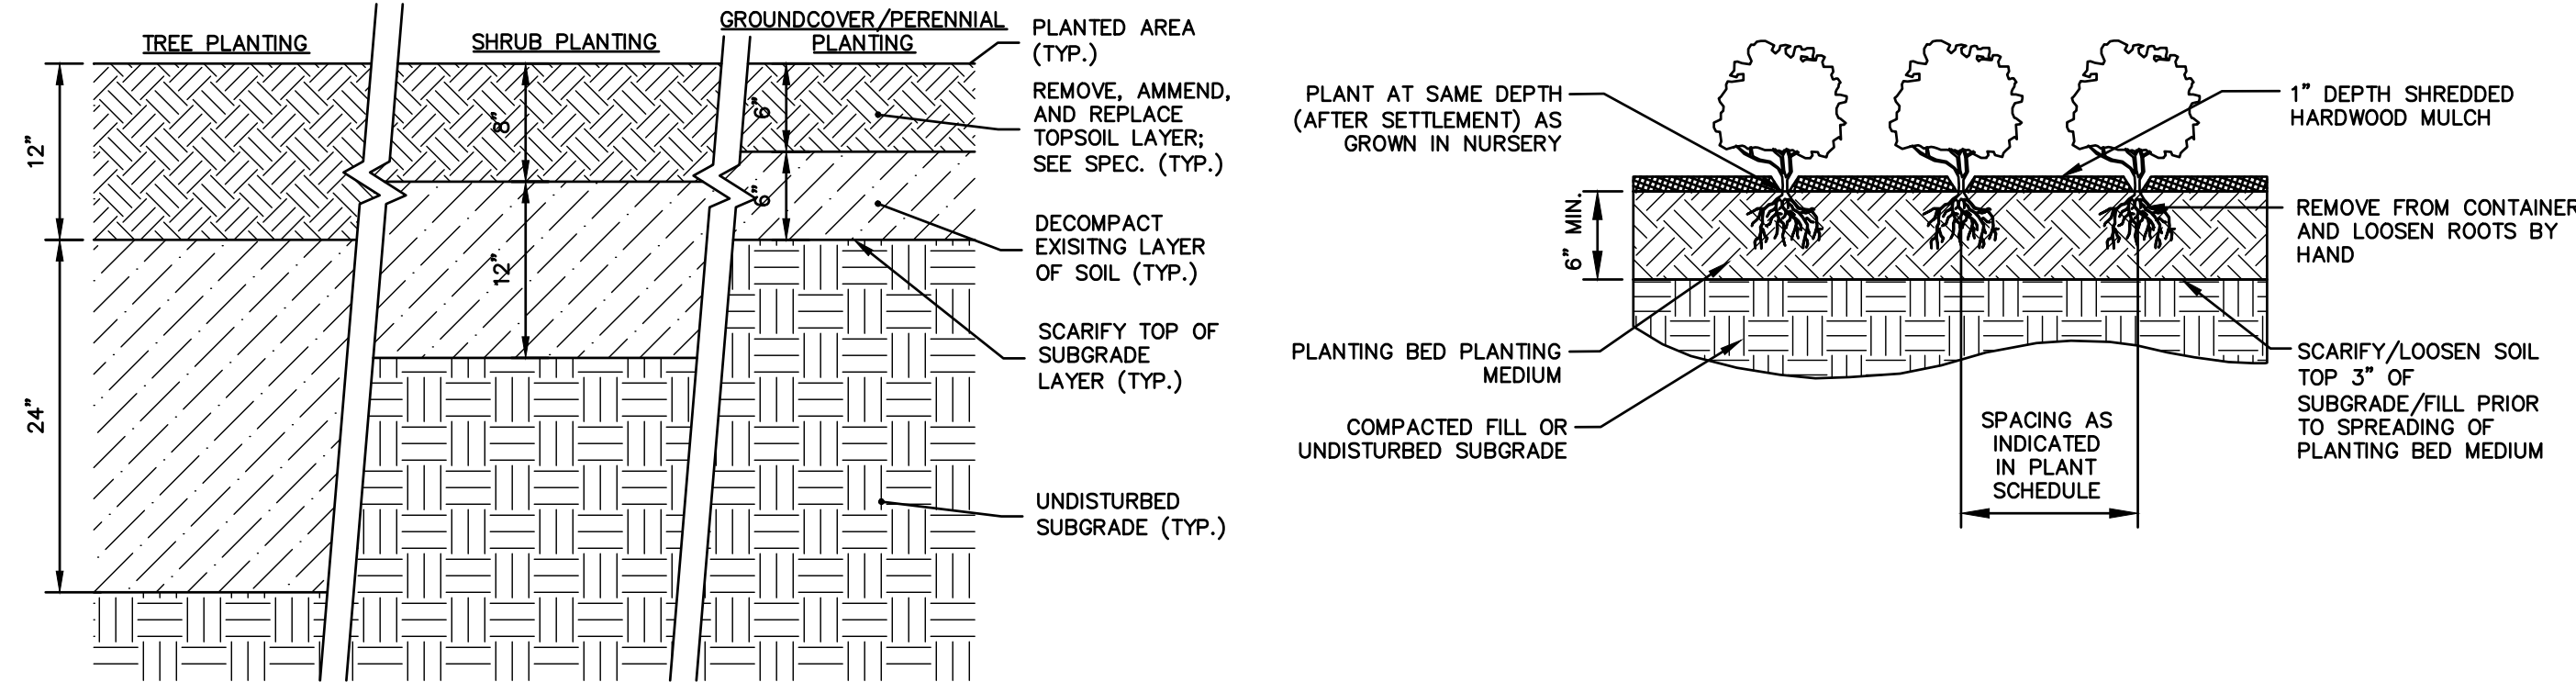 TREE PLANTING
SHRUB PLANTING
GROUNDCOVER/PERENNIAL
PLANTING
12"
24"
8"
12"
6"
6"
PLANTED AREA
(TYP.)
REMOVE, AMMEND,
AND REPLACE
TOPSOIL LAYER;
SEE SPEC. (TYP.)
DECOMPACT
EXISITNG LAYER
OF SOIL (TYP.)
SCARIFY TOP OF
SUBGRADE
LAYER (TYP.)
UNDISTURBED
SUBGRADE (TYP.)
PLANT AT SAME DEPTH
(AFTER SETTLEMENT) AS
GROWN IN NURSERY
6" MIN.
PLANTING BED PLANTING
MEDIUM
COMPACTED FILL OR
UNDISTURBED SUBGRADE
SPACING AS
INDICATED
IN PLANT
SCHEDULE
1" DEPTH SHREDDED
HARDWOOD MULCH
REMOVE FROM CONTAINER
AND LOOSEN ROOTS BY
HAND
SCARIFY/LOOSEN SOIL
TOP 3" OF
SUBGRADE/FILL PRIOR
TO SPREADING OF
PLANTING BED MEDIUM